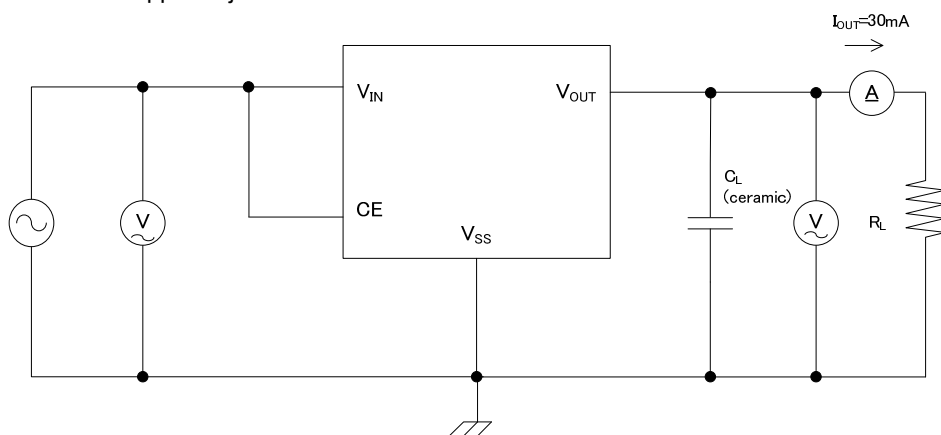 I_OUT=30mA
A
V_IN
V_OUT
C_L
(ceramic)
CE
V
V
R_L
V_SS